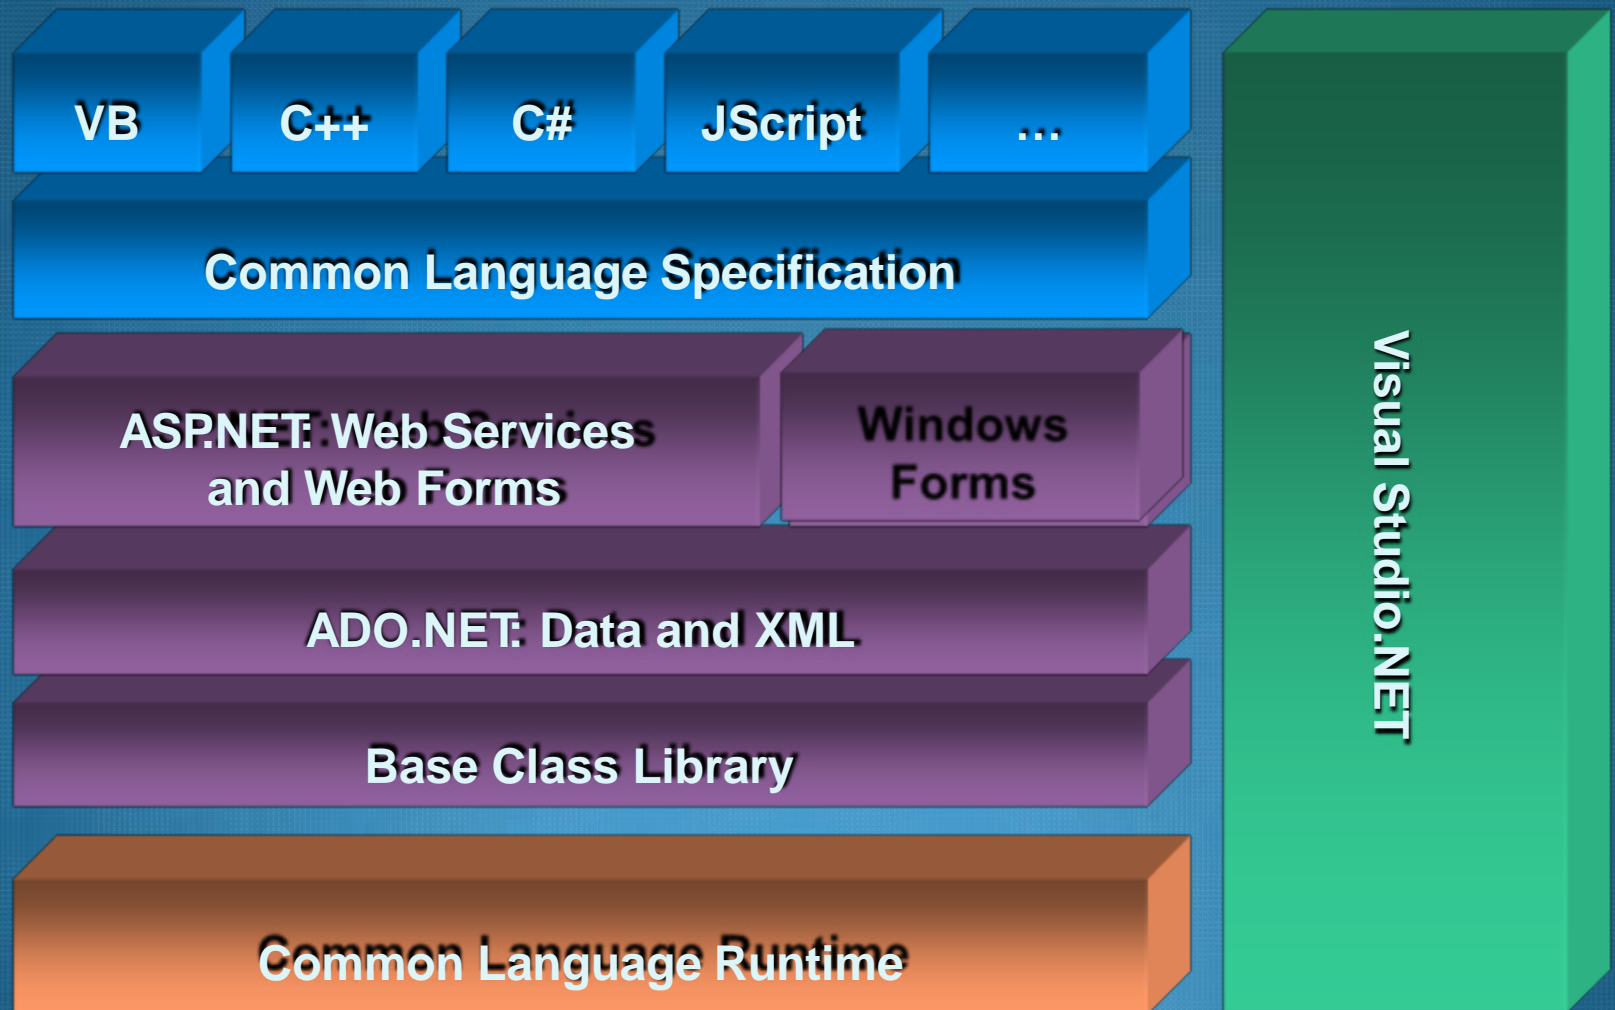 VB
C++
C#
JScript
…
Common Language Specification
ASP.NET: Web Services
and Web Forms
Windows
Forms
ADO.NET: Data and XML
Base Class Library
Common Language Runtime
Visual Studio.NET